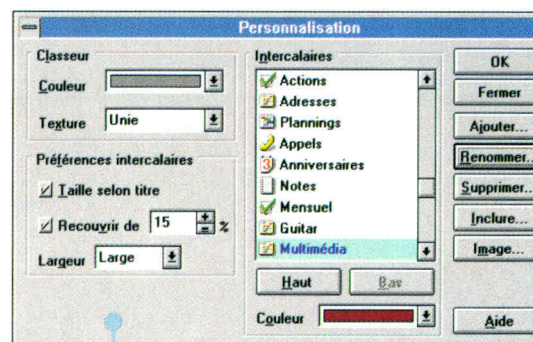 Personnalisation
Classeur
Couleur
Texture Unie
Préférences intercalaires
Taille selon titre
Recouvrir de 15 %
Largeur Large
Intercalaires
Actions
Adresses
Plannings
Appels
Anniversaires
Notes
Mensuel
Guitar
Multimédia
Haut Bas
Couleur
OK
Fermer
Ajouter...
Renommer...
Supprimer...
Inclure...
Image...
Aide